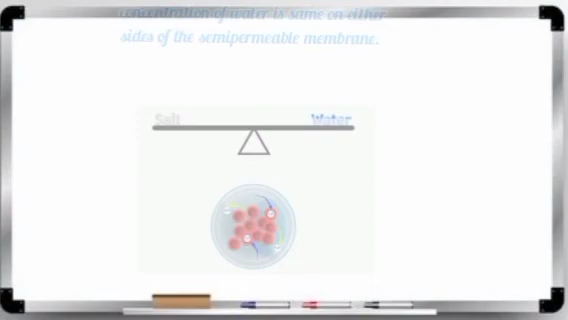 concentration of water is same on either
sides of the semipermeable membrane.
Salt
Water